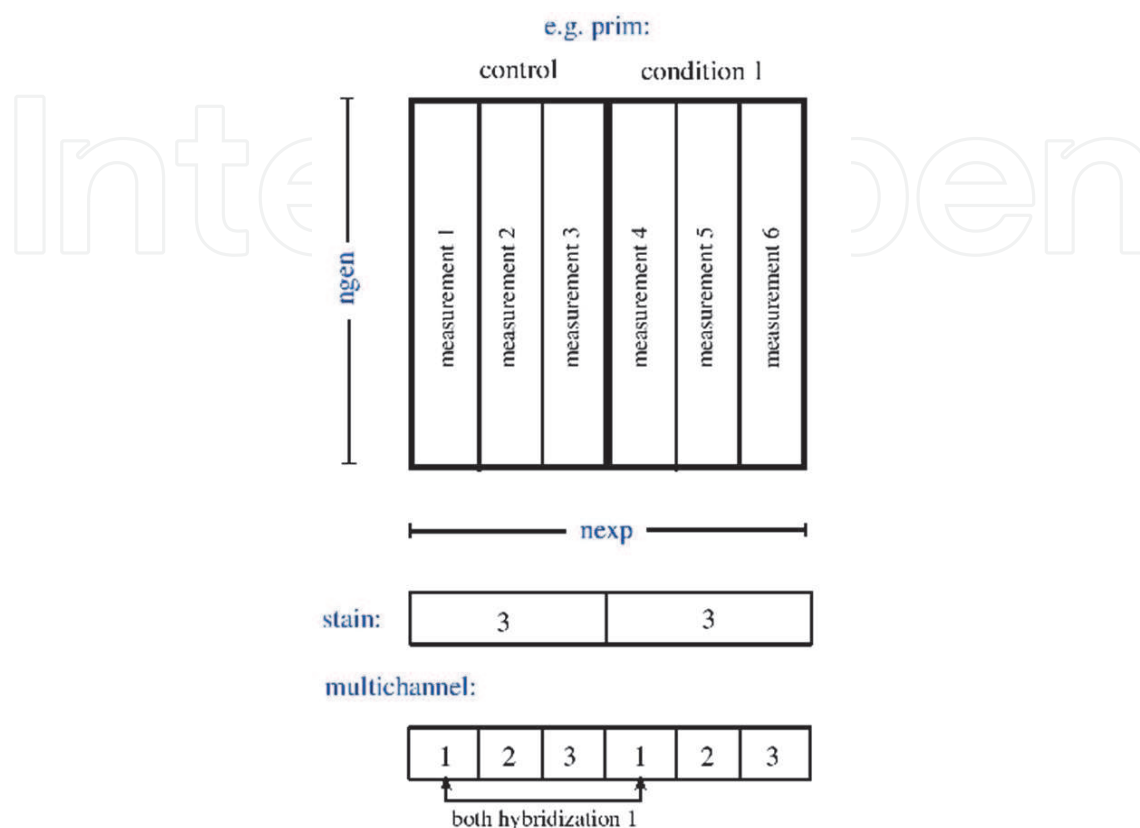 e.g. prim:
control condition 1
ngen
measurement 1
measurement 2
measurement 3
measurement 4
measurement 5
measurement 6
nexp
stain: 3 3
multichannel:
1 2 3 1 2 3
both hybridization 1